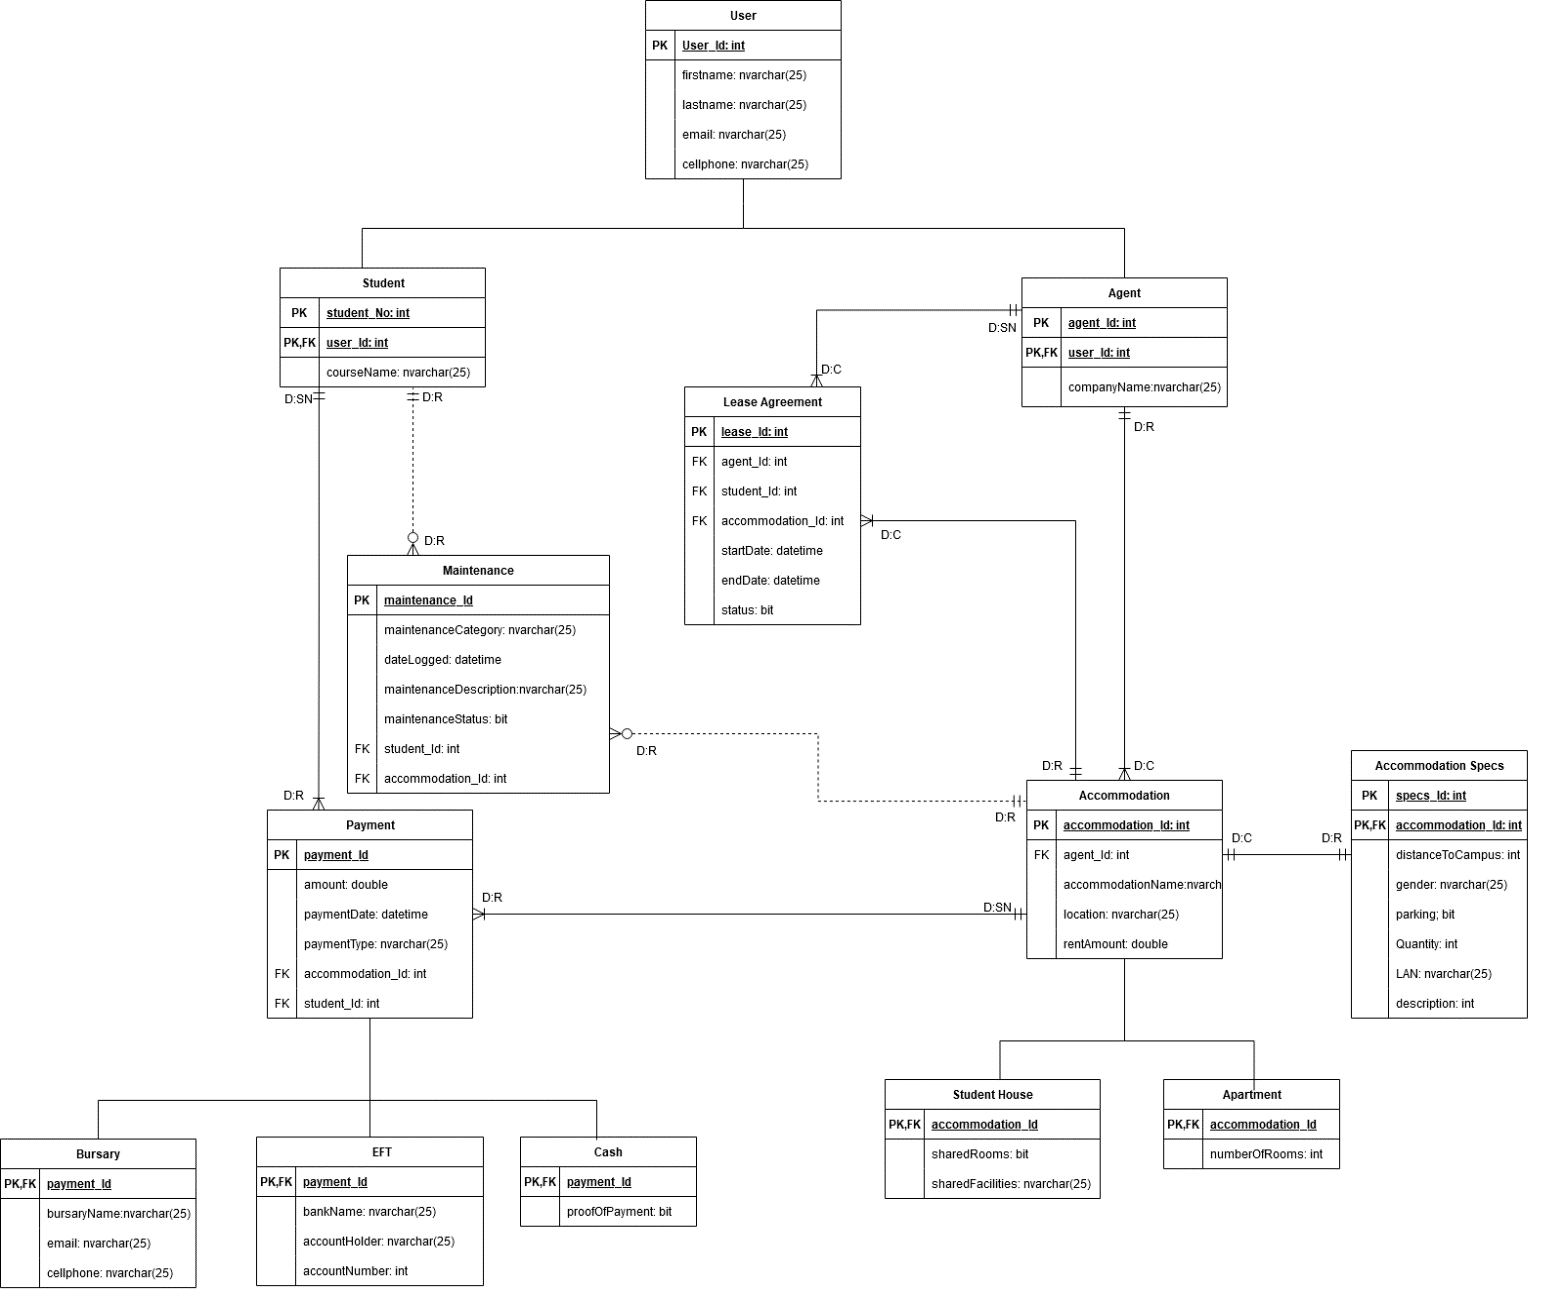 User
PK User_Id: int
firstname: nvarchar(25)
lastname: nvarchar(25)
email: nvarchar(25)
cellphone: nvarchar(25)
Student
PK student_No: int
PK,FK user_Id: int
courseName: nvarchar(25)
D:SN
D:R
Agent
PK agent_Id: int
PK,FK user_Id: int
companyName:nvarchar(25)
D:SN
D:C
D:R
Lease Agreement
PK lease_Id: int
FK agent_Id: int
FK student_Id: int
FK accommodation_Id: int
startDate: datetime
endDate: datetime
status: bit
D:C
D:R
Maintenance
PK maintenance_Id
maintenanceCategory: nvarchar(25)
dateLogged: datetime
maintenanceDescription:nvarchar(25)
maintenanceStatus: bit
FK student_Id: int
FK accommodation_Id: int
D:R
D:R
D:C
D:R
D:R
Payment
PK payment_Id
amount: double
paymentDate: datetime
paymentType: nvarchar(25)
FK accommodation_Id: int
FK student_Id: int
D:R
D:SN
Accommodation
PK accommodation_Id: int
FK agent_Id: int
accommodationName:nvarch
location: nvarchar(25)
rentAmount: double
D:C
D:R
Accommodation Specs
PK specs_Id: int
PK,FK accommodation_Id: int
distanceToCampus: int
gender: nvarchar(25)
parking; bit
Quantity: int
LAN: nvarchar(25)
description: int
Bursary
PK,FK payment_Id
bursaryName:nvarchar(25)
email: nvarchar(25)
cellphone: nvarchar(25)
EFT
PK,FK payment_Id
bankName: nvarchar(25)
accountHolder: nvarchar(25)
accountNumber: int
Cash
PK,FK payment_Id
proofOfPayment: bit
Student House
PK,FK accommodation_Id
sharedRooms: bit
sharedFacilities: nvarchar(25)
Apartment
PK,FK accommodation_Id
numberOfRooms: int